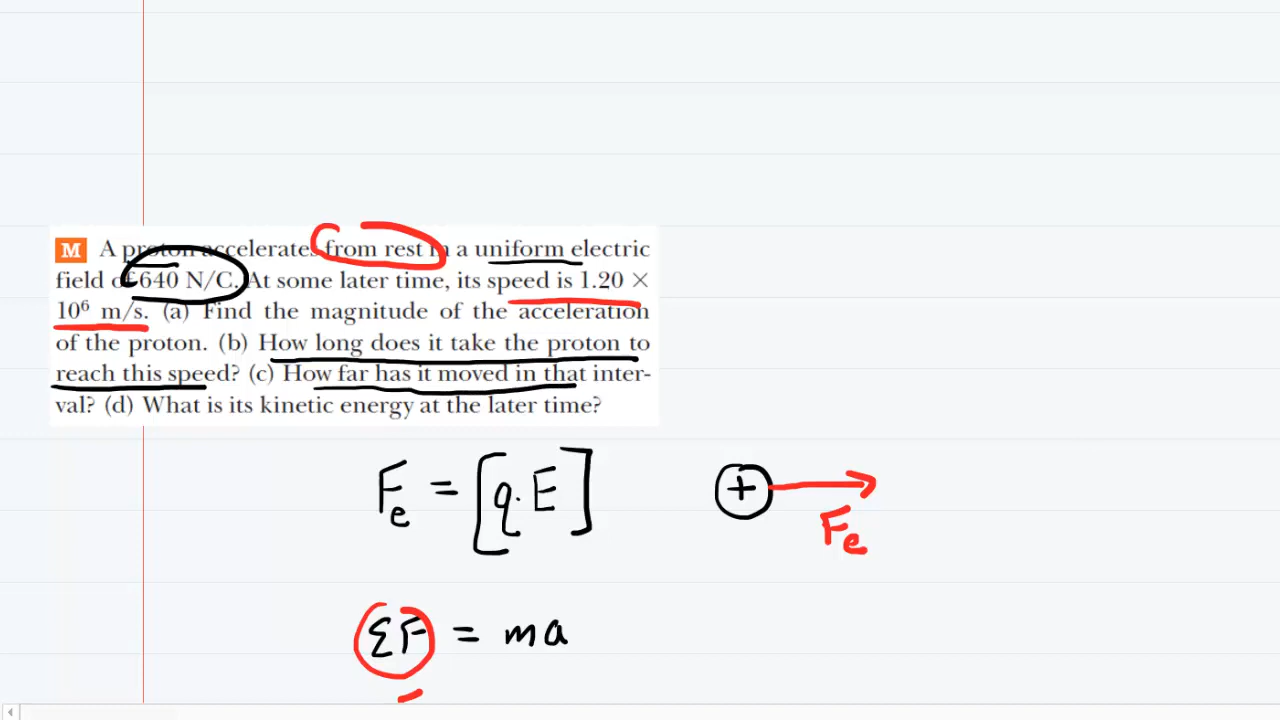 M A proton accelerates from rest in a uniform electric
field of 640 N/C. At some later time, its speed is 1.20 ×
10⁶ m/s. (a) Find the magnitude of the acceleration
of the proton. (b) How long does it take the proton to
reach this speed? (c) How far has it moved in that inter-
val? (d) What is its kinetic energy at the later time?
Fe = [q·E] +
Fe
ΣF = ma